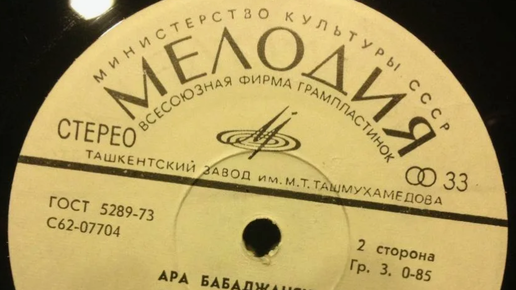 МИНИСТЕРСТВО КУЛЬТУРЫ СССР
МЕЛОДИЯ
ВСЕСОЮЗНАЯ ФИРМА ГРАМПЛАСТИНОК
СТЕРЕО
33
ТАШКЕНТСКИЙ ЗАВОД ИМ. М.Т. ТАШМУХАМЕДОВА
ГОСТ 5289-73
С62-07704
2 сторона
Гр. 3. 0-85
АРА